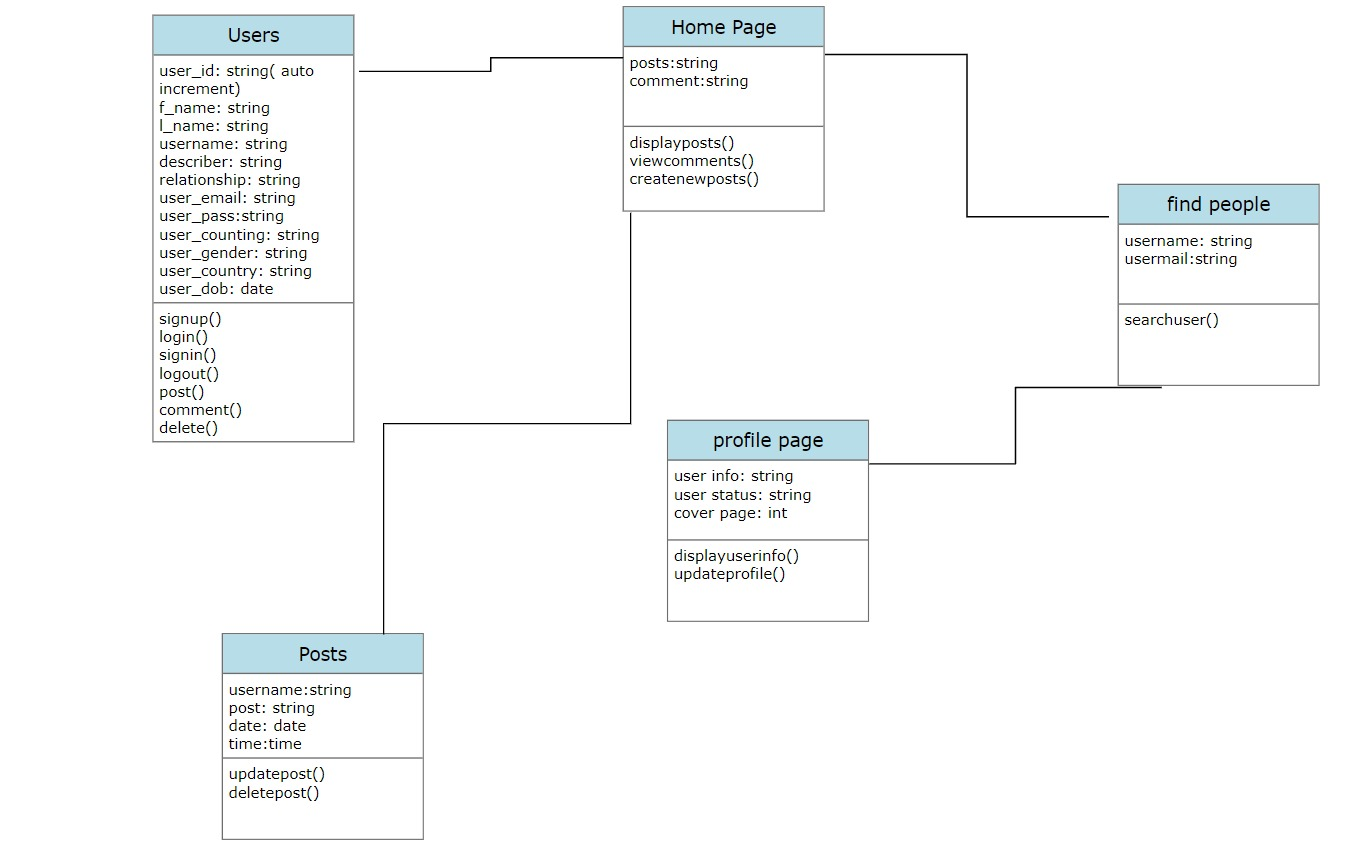 Users
user_id: string( auto
increment)
f_name: string
l_name: string
username: string
describer: string
relationship: string
user_email: string
user_pass:string
user_counting: string
user_gender: string
user_country: string
user_dob: date
signup()
login()
signin()
logout()
post()
comment()
delete()
Home Page
posts:string
comment:string
displayposts()
viewcomments()
createnewposts()
find people
username: string
usermail:string
searchuser()
profile page
user info: string
user status: string
cover page: int
displayuserinfo()
updateprofile()
Posts
username:string
post: string
date: date
time:time
updatepost()
deletepost()